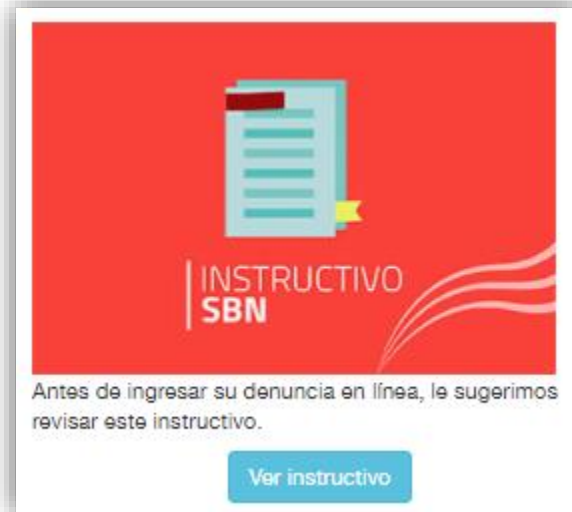 INSTRUCTIVO
SBN
Antes de ingresar su denuncia en línea, le sugerimos
revisar este instructivo.
Ver instructivo